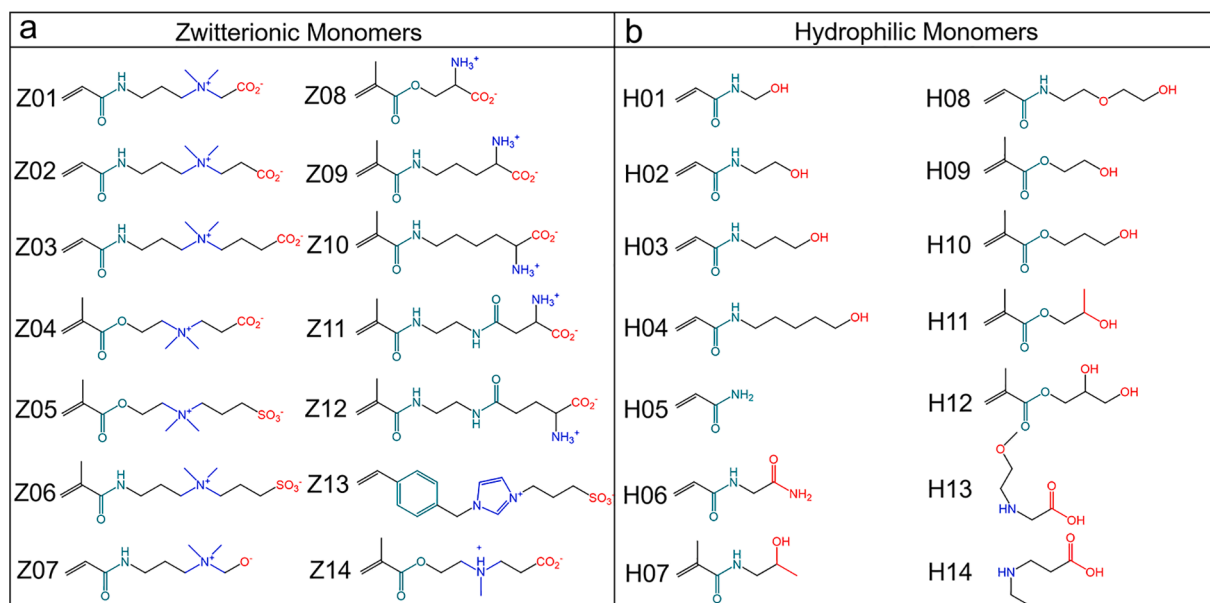 a Zwitterionic Monomers
Z01 O H N N+ CO2-
Z02 O H N N+ CO2-
Z03 O H N N+ CO2-
Z04 O O N+ CO2-
Z05 O O N+ SO3-
Z06 O H N N+ SO3-
Z07 O H N N+ O-
Z08 O O NH3+ CO2-
Z09 O H N NH3+ CO2-
Z10 O H N NH3+ CO2-
Z11 O H N N H O NH3+ CO2-
Z12 O H N N H O NH3+ CO2-
Z13 N N+ SO3-
Z14 O O + H N CO2-
b Hydrophilic Monomers
H01 O H N OH
H02 O H N OH
H03 O H N OH
H04 O H N OH
H05 O NH2
H06 O H N O NH2
H07 O H N OH
H08 O H N O OH
H09 O O OH
H10 O O OH
H11 O O OH
H12 O O OH OH
H13 O HN O OH
H14 HN O OH